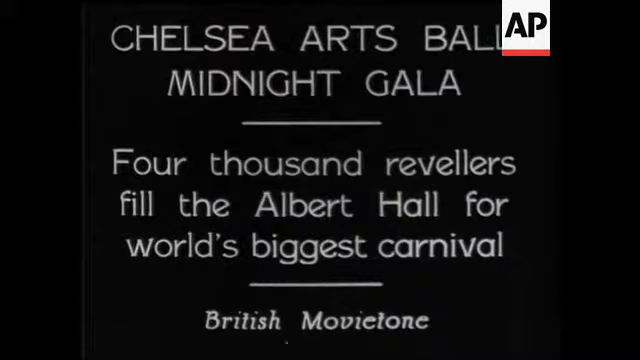 CHELSEA ARTS BALL
AP
MIDNIGHT GALA
Four thousand revellers
fill the Albert Hall for
world's biggest carnival
British Movietone